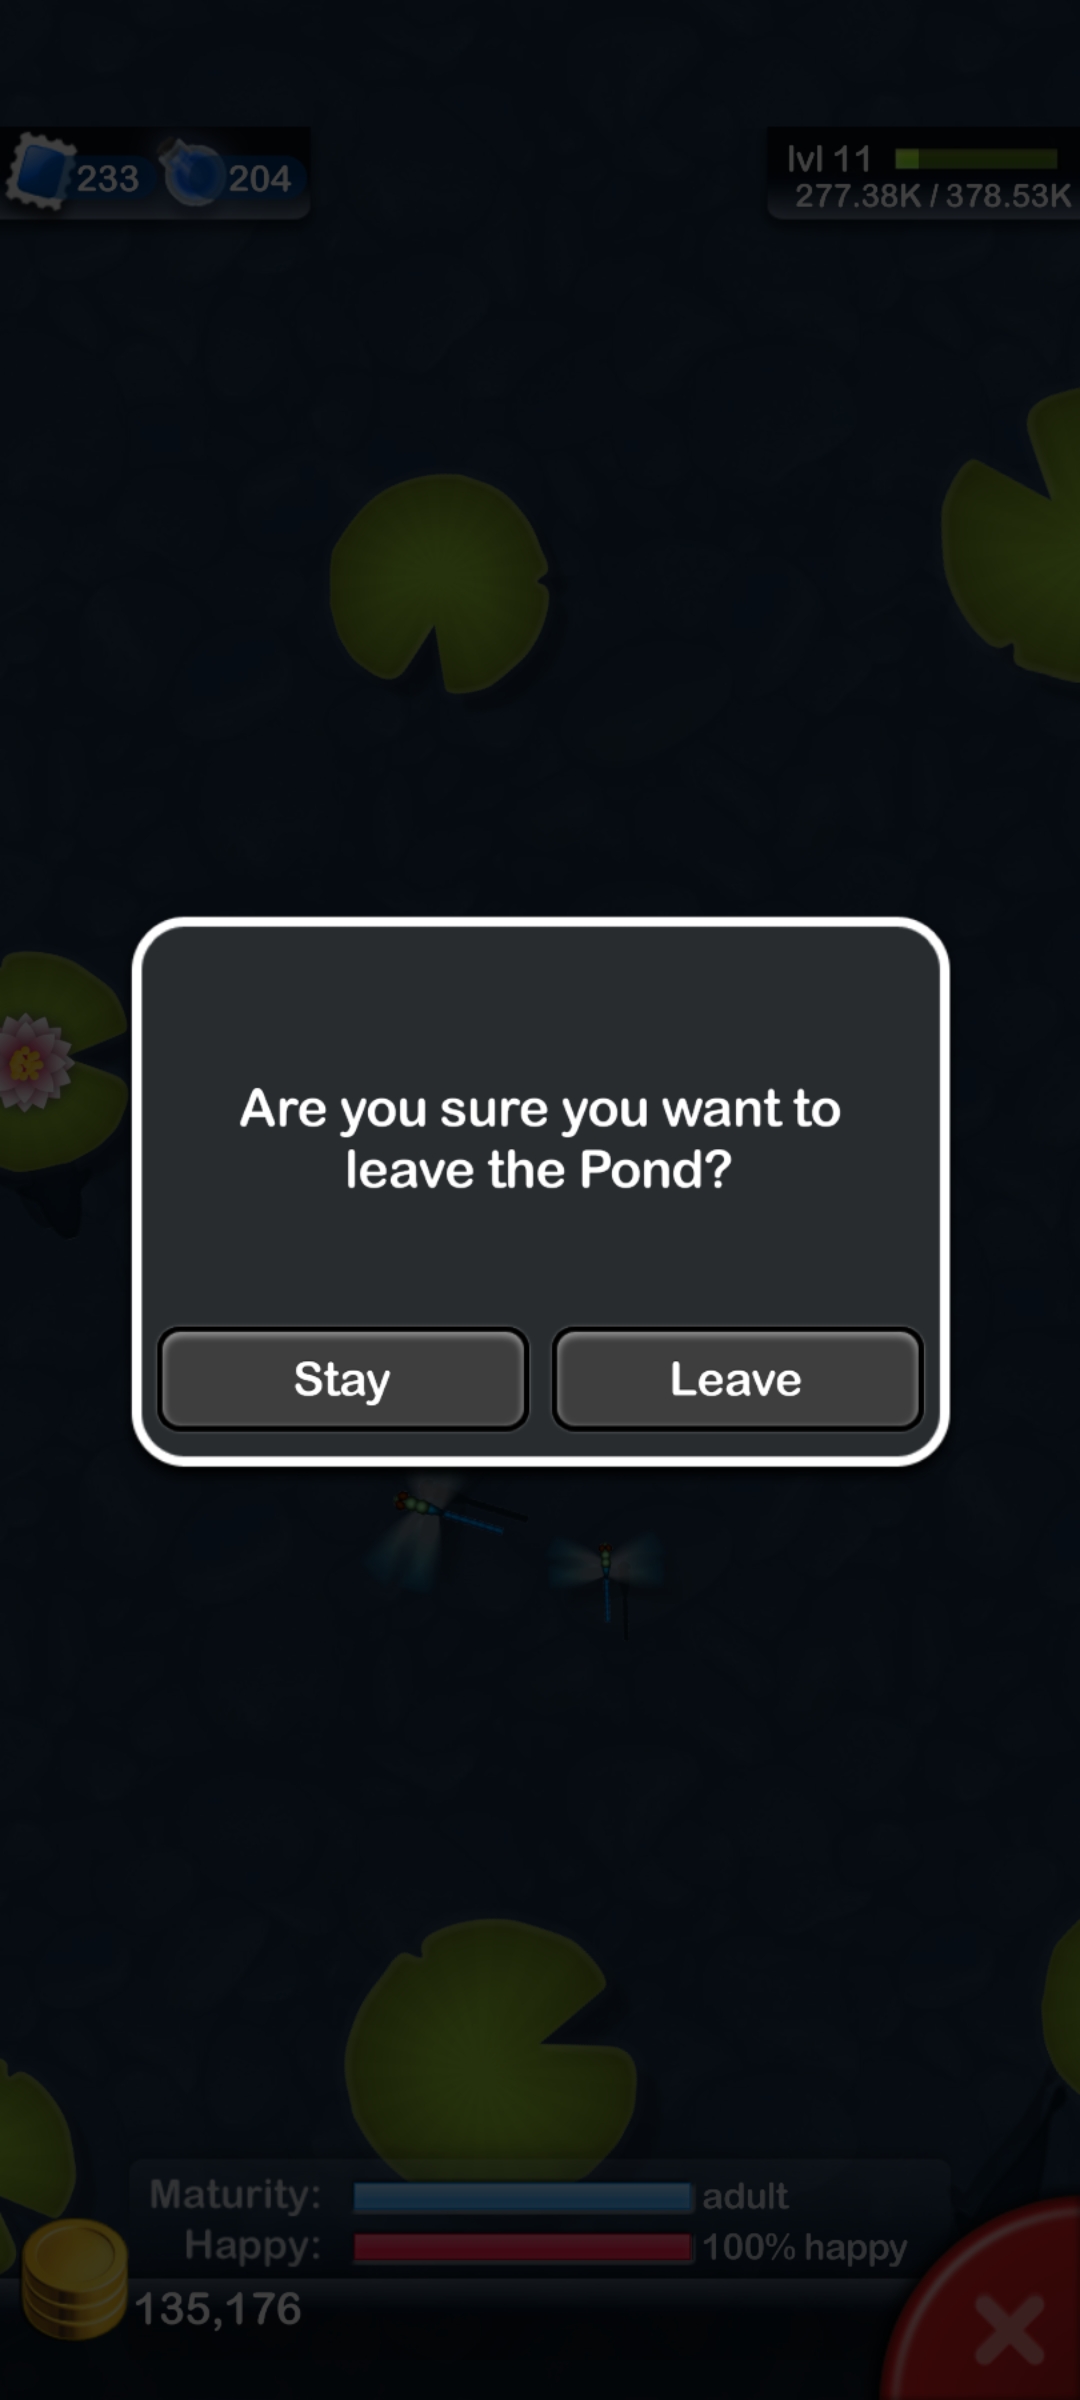 233 204
lvl 11
277.38K / 378.53K
Are you sure you want to
leave the Pond?
Stay Leave
Maturity: adult
Happy: 100% happy
135,176